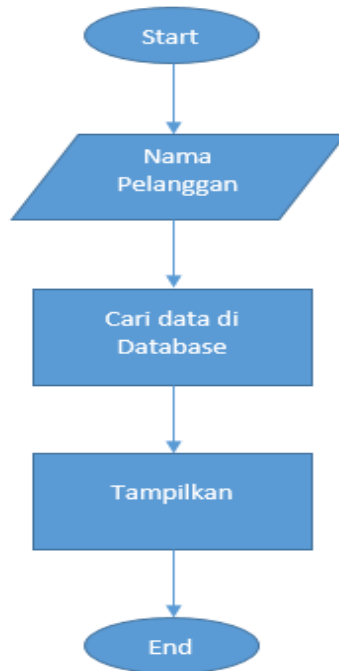 Start
Nama
Pelanggan
Cari data di
Database
Tampilkan
End